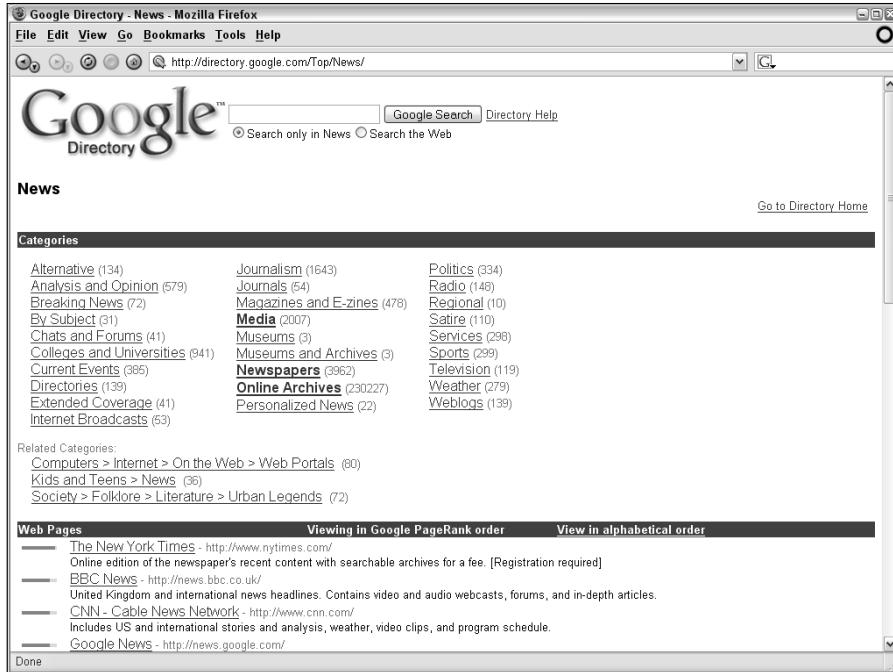 Google Directory - News - Mozilla Firefox
File Edit View Go Bookmarks Tools Help
http://directory.google.com/Top/News/
G
Google™
Directory
Google Search Directory Help
Search only in News Search the Web
News
Go to Directory Home
Categories
Alternative (134)
Analysis and Opinion (579)
Breaking News (72)
By Subject (31)
Chats and Forums (41)
Colleges and Universities (941)
Current Events (385)
Directories (139)
Extended Coverage (41)
Internet Broadcasts (53)
Journalism (1643)
Journals (54)
Magazines and E-zines (478)
Media (2007)
Museums (3)
Museums and Archives (3)
Newspapers (3962)
Online Archives (230227)
Personalized News (22)
Politics (334)
Radio (148)
Regional (10)
Satire (110)
Services (298)
Sports (299)
Television (119)
Weather (279)
Weblogs (139)
Related Categories:
Computers > Internet > On the Web > Web Portals (80)
Kids and Teens > News (36)
Society > Folklore > Literature > Urban Legends (72)
Web Pages Viewing in Google PageRank order View in alphabetical order
The New York Times - http://www.nytimes.com/
Online edition of the newspaper's recent content with searchable archives for a fee. [Registration required]
BBC News - http://news.bbc.co.uk/
United Kingdom and international news headlines. Contains video and audio webcasts, forums, and in-depth articles.
CNN - Cable News Network - http://www.cnn.com/
Includes US and international stories and analysis, weather, video clips, and program schedule.
Google News - http://news.google.com/
Done